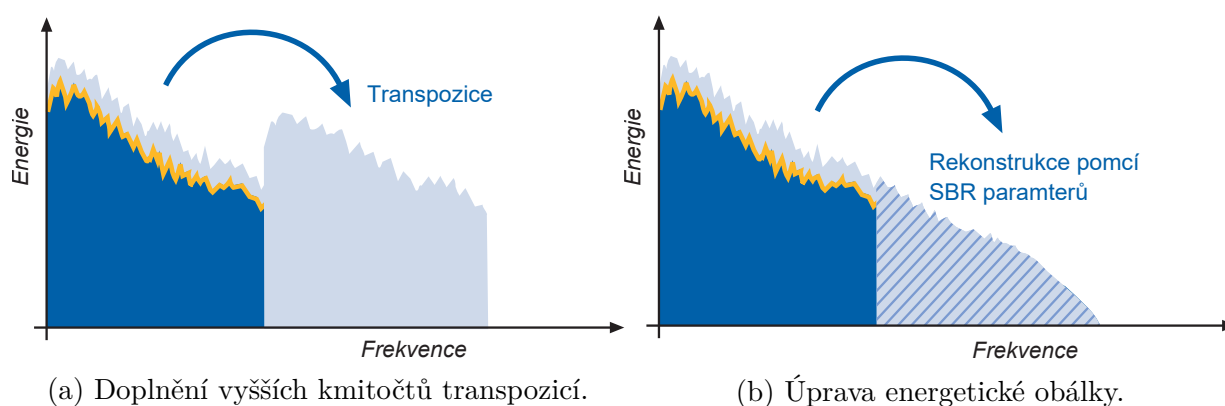 Energie
Transpozice
Frekvence
(a) Doplnění vyšších kmitočtů transpozicí.
Energie
Rekonstrukce pomcí
SBR paramterů
Frekvence
(b) Úprava energetické obálky.